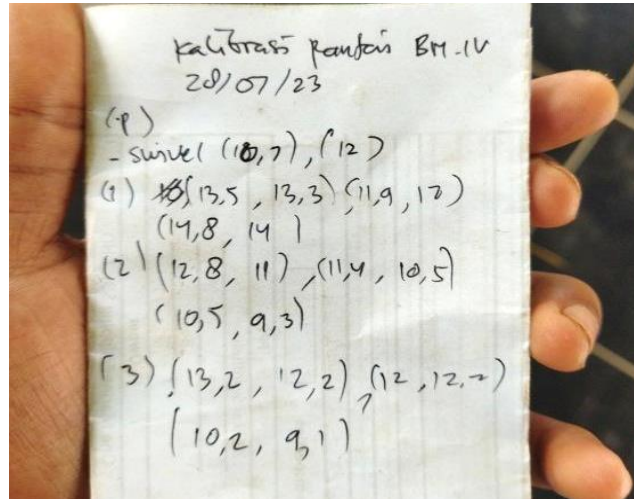 Kalibrasi Rantai BM-IV
28/07/23
(P)
- swivel (10,7), (12)
(1) (13,5 , 13,3), (11,9 , 12)
(14,8 , 14)
(2) (12,8 , 11), (11,4 , 10,5)
(10,5 , 9,3)
(3) (13,2 , 12,2), (12 , 12,2)
(10,2 , 9,1)